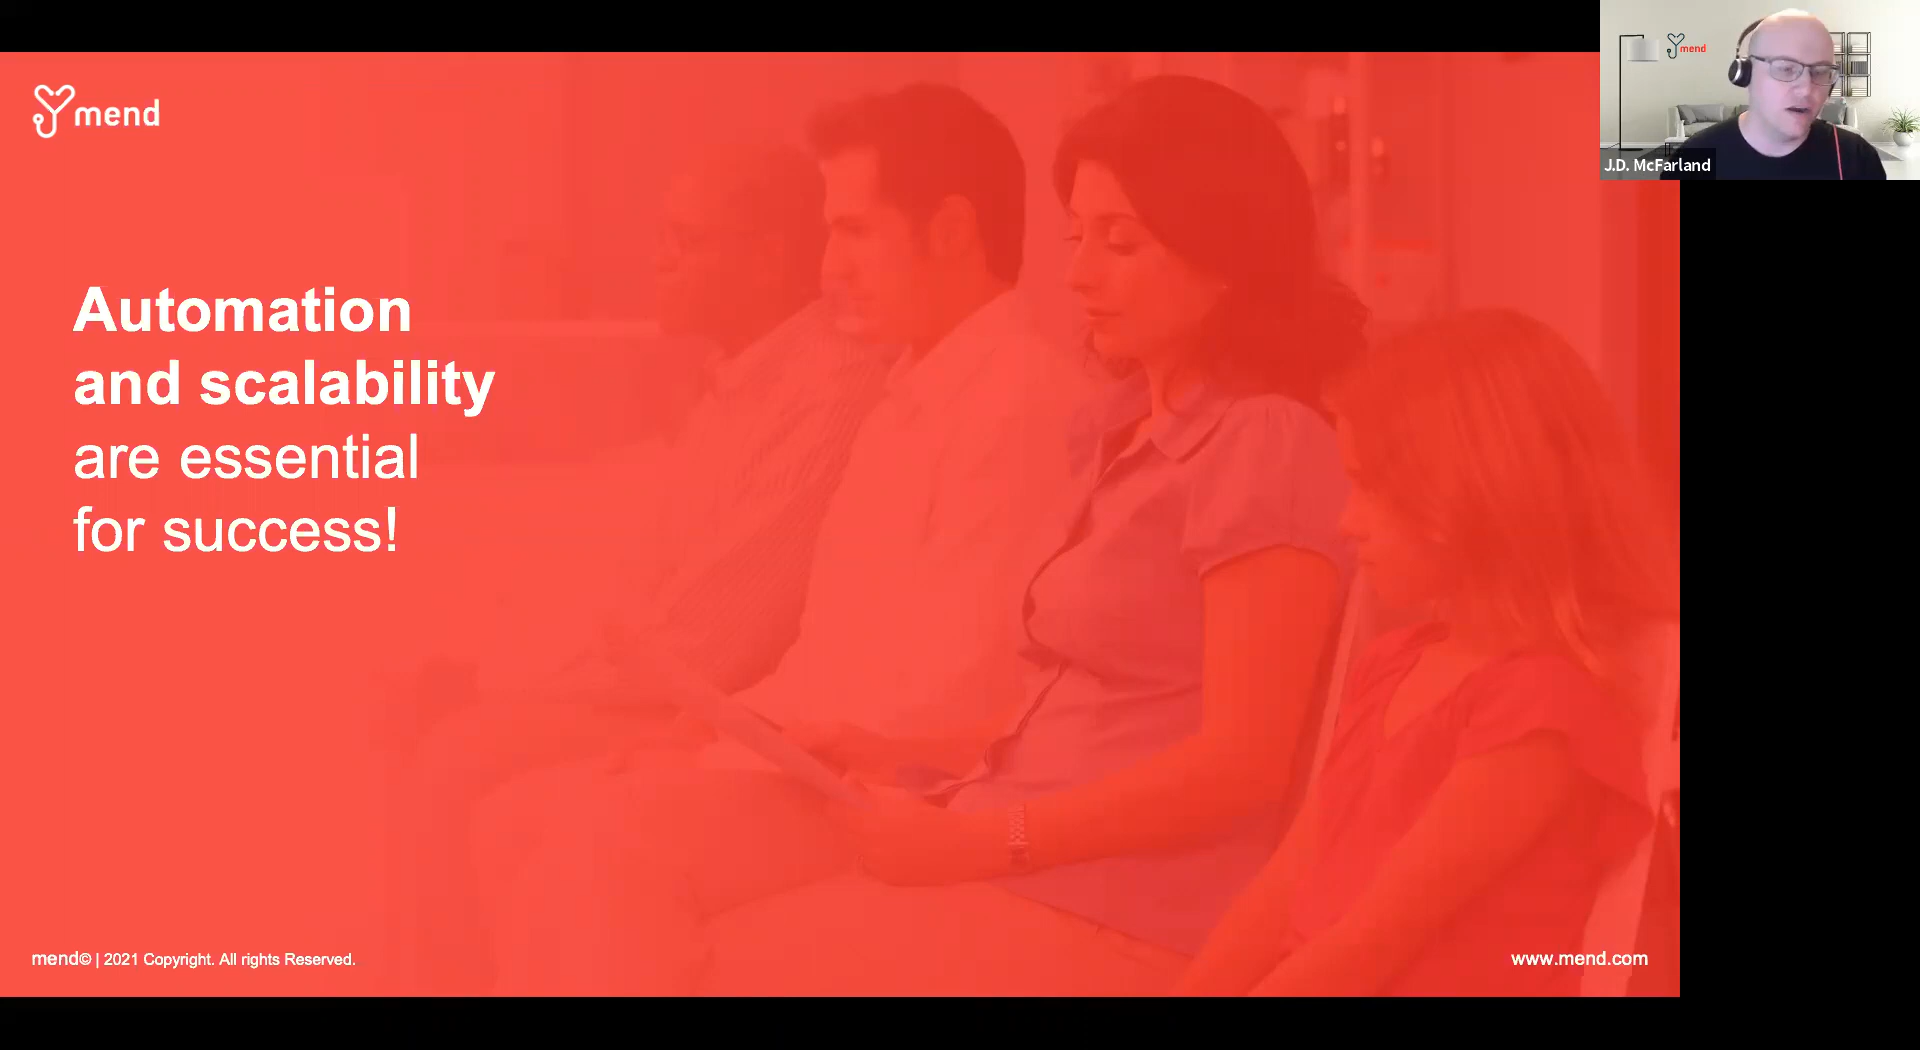 mend
mend
J.D. McFarland
Automation
and scalability
are essential
for success!
mend© | 2021 Copyright. All rights Reserved.
www.mend.com